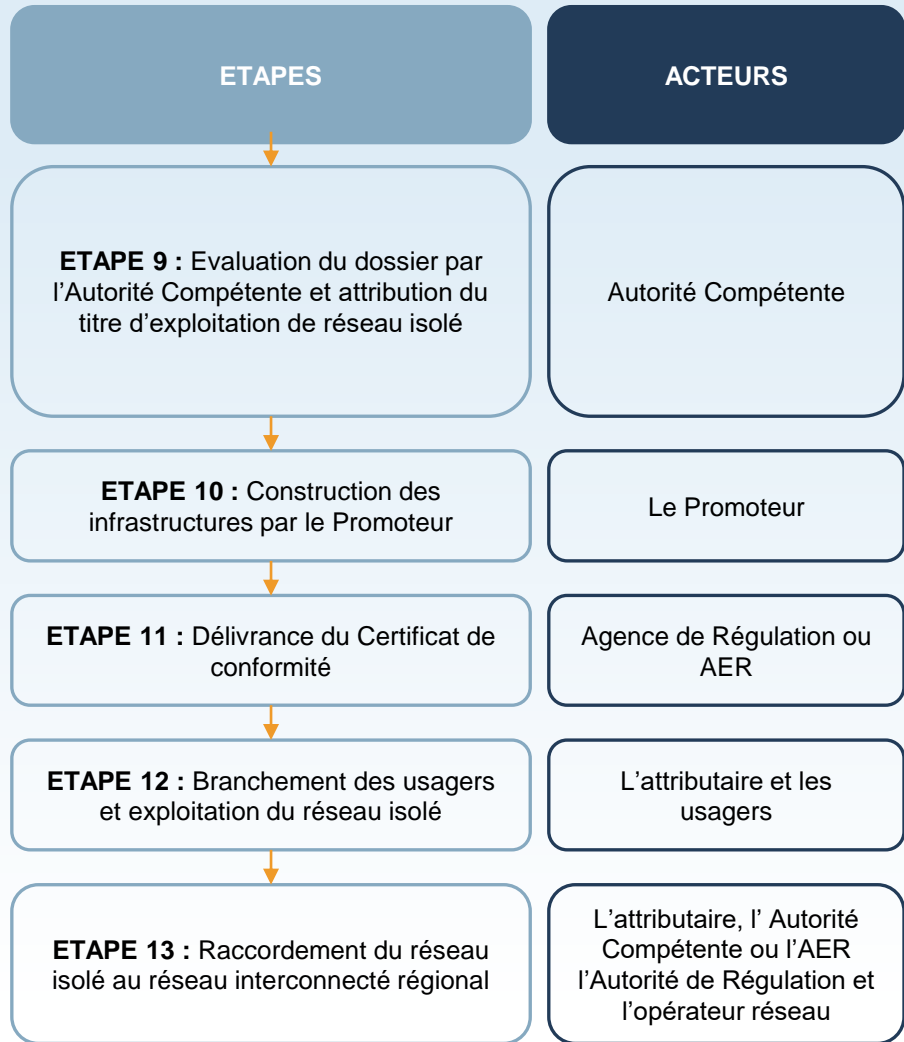 ETAPES
ACTEURS
ETAPE 9 : Evaluation du dossier par
l’Autorité Compétente et attribution du
titre d’exploitation de réseau isolé
Autorité Compétente
ETAPE 10 : Construction des
infrastructures par le Promoteur
Le Promoteur
ETAPE 11 : Délivrance du Certificat de
conformité
Agence de Régulation ou
AER
ETAPE 12 : Branchement des usagers
et exploitation du réseau isolé
L’attributaire et les
usagers
ETAPE 13 : Raccordement du réseau
isolé au réseau interconnecté régional
L’attributaire, l’ Autorité
Compétente ou l’AER
l’Autorité de Régulation et
l’opérateur réseau